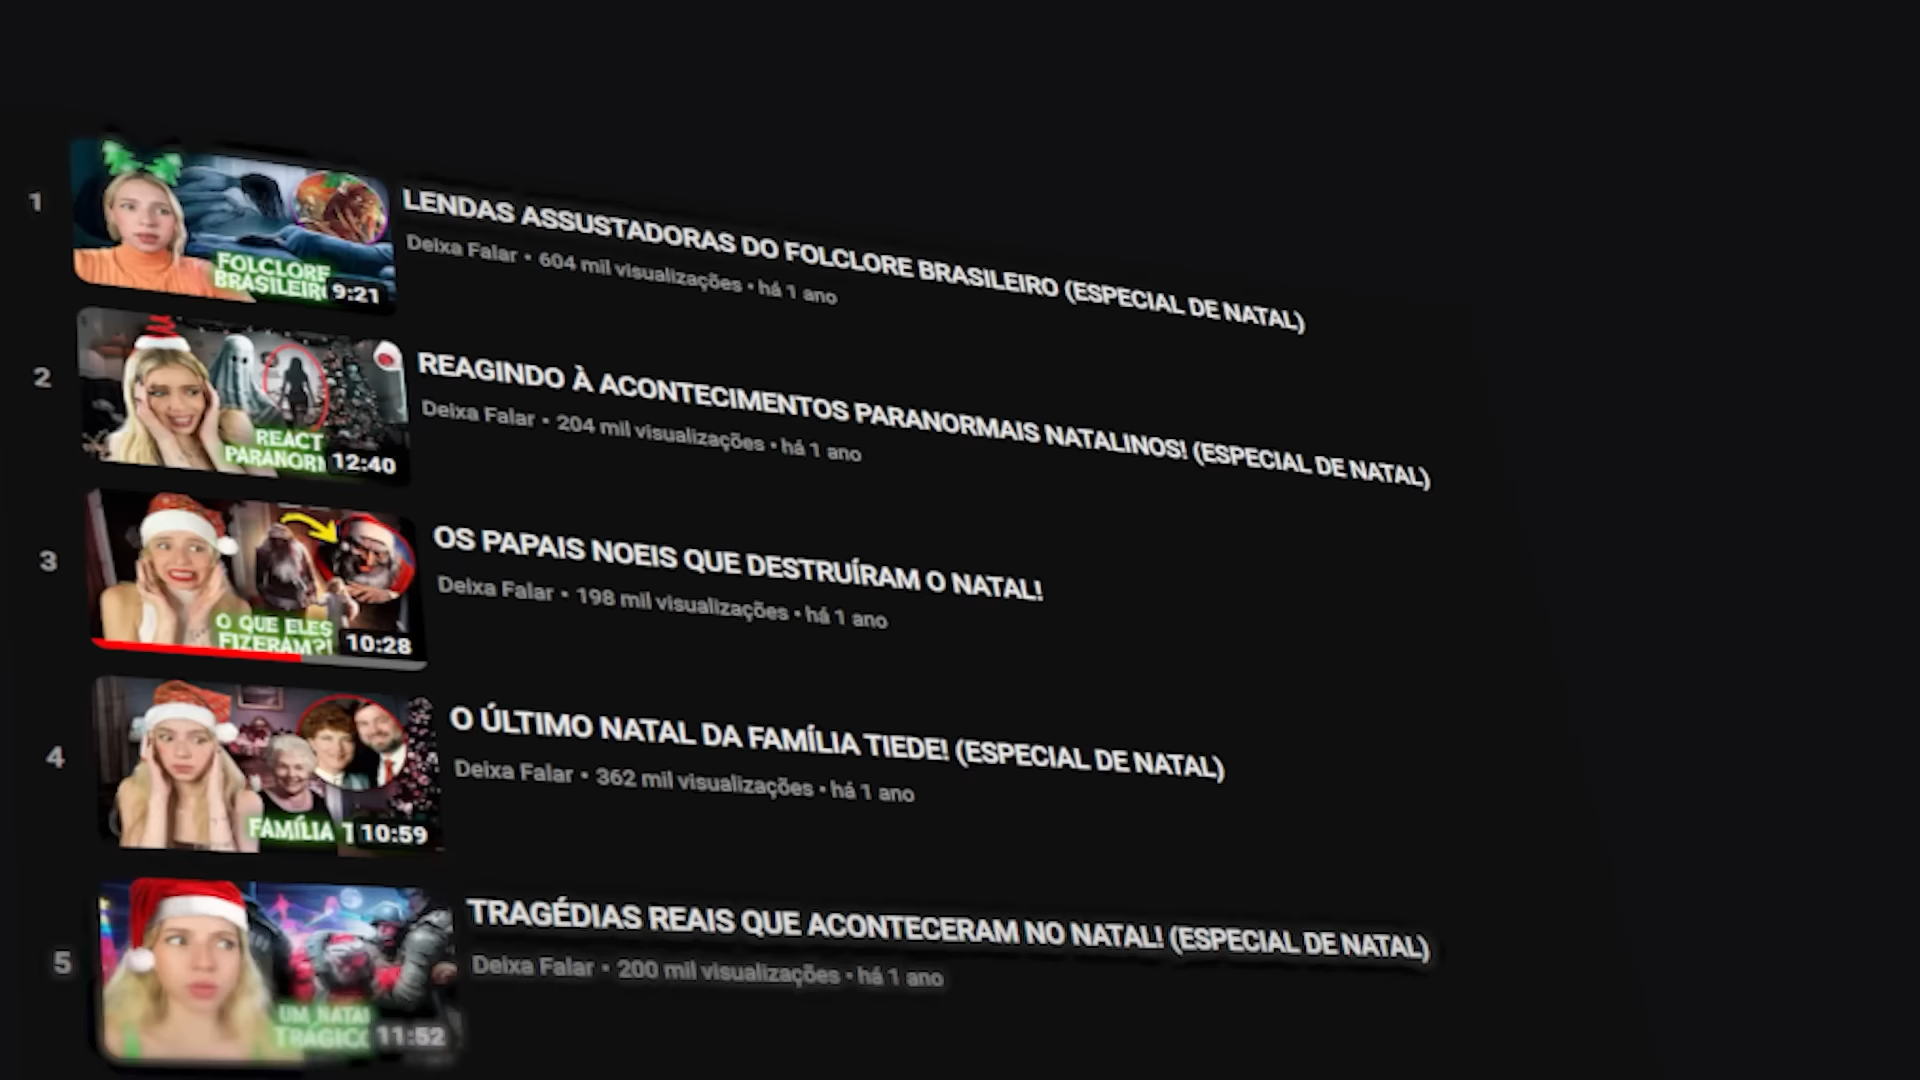 1
FOLCLORE
BRASILEIR
9:21
LENDAS ASSUSTADORAS DO FOLCLORE BRASILEIRO (ESPECIAL DE NATAL)
Deixa Falar • 604 mil visualizações • há 1 ano
2
REACT
PARANORM
12:40
REAGINDO À ACONTECIMENTOS PARANORMAIS NATALINOS! (ESPECIAL DE NATAL)
Deixa Falar • 204 mil visualizações • há 1 ano
3
O QUE ELES
FIZERAM?!
10:28
OS PAPAIS NOEIS QUE DESTRUÍRAM O NATAL!
Deixa Falar • 198 mil visualizações • há 1 ano
4
FAMÍLIA T
10:59
O ÚLTIMO NATAL DA FAMÍLIA TIEDE! (ESPECIAL DE NATAL)
Deixa Falar • 362 mil visualizações • há 1 ano
5
UM NATAL
TRÁGICO
11:52
TRAGÉDIAS REAIS QUE ACONTECERAM NO NATAL! (ESPECIAL DE NATAL)
Deixa Falar • 200 mil visualizações • há 1 ano